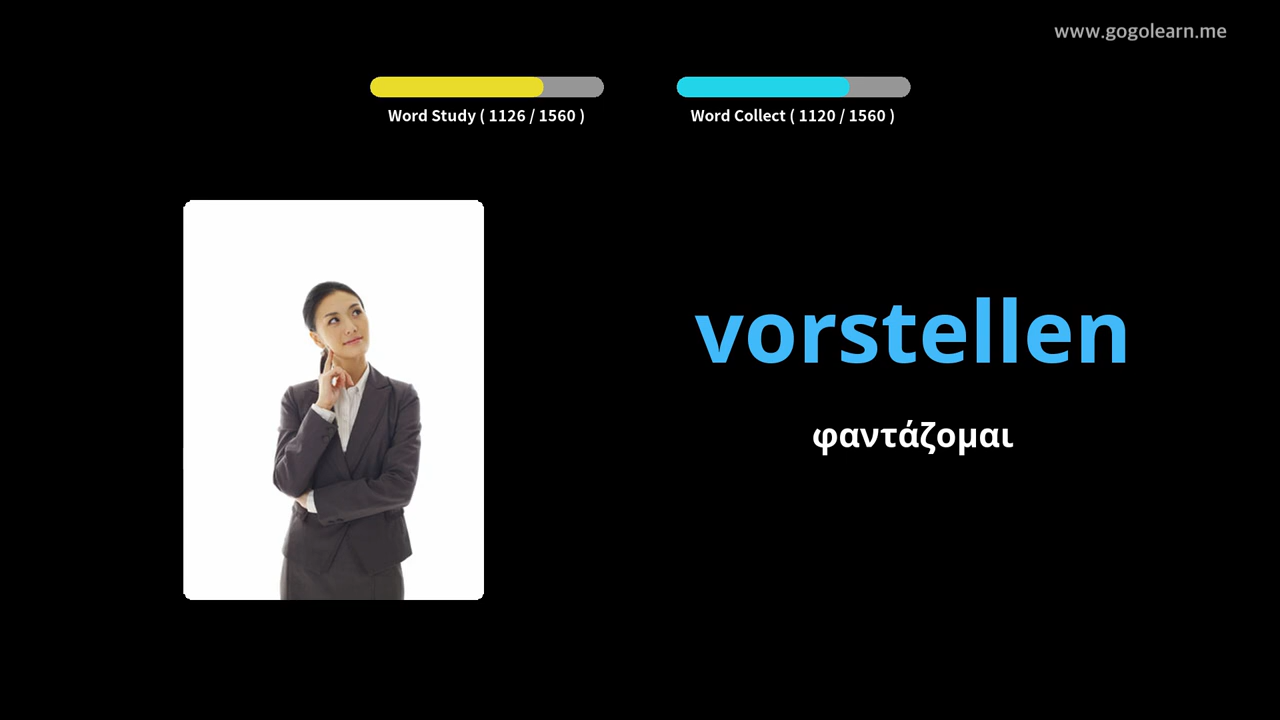 www.gogolearn.me
Word Study ( 1126 / 1560 )
Word Collect ( 1120 / 1560 )
vorstellen
φαντάζομαι